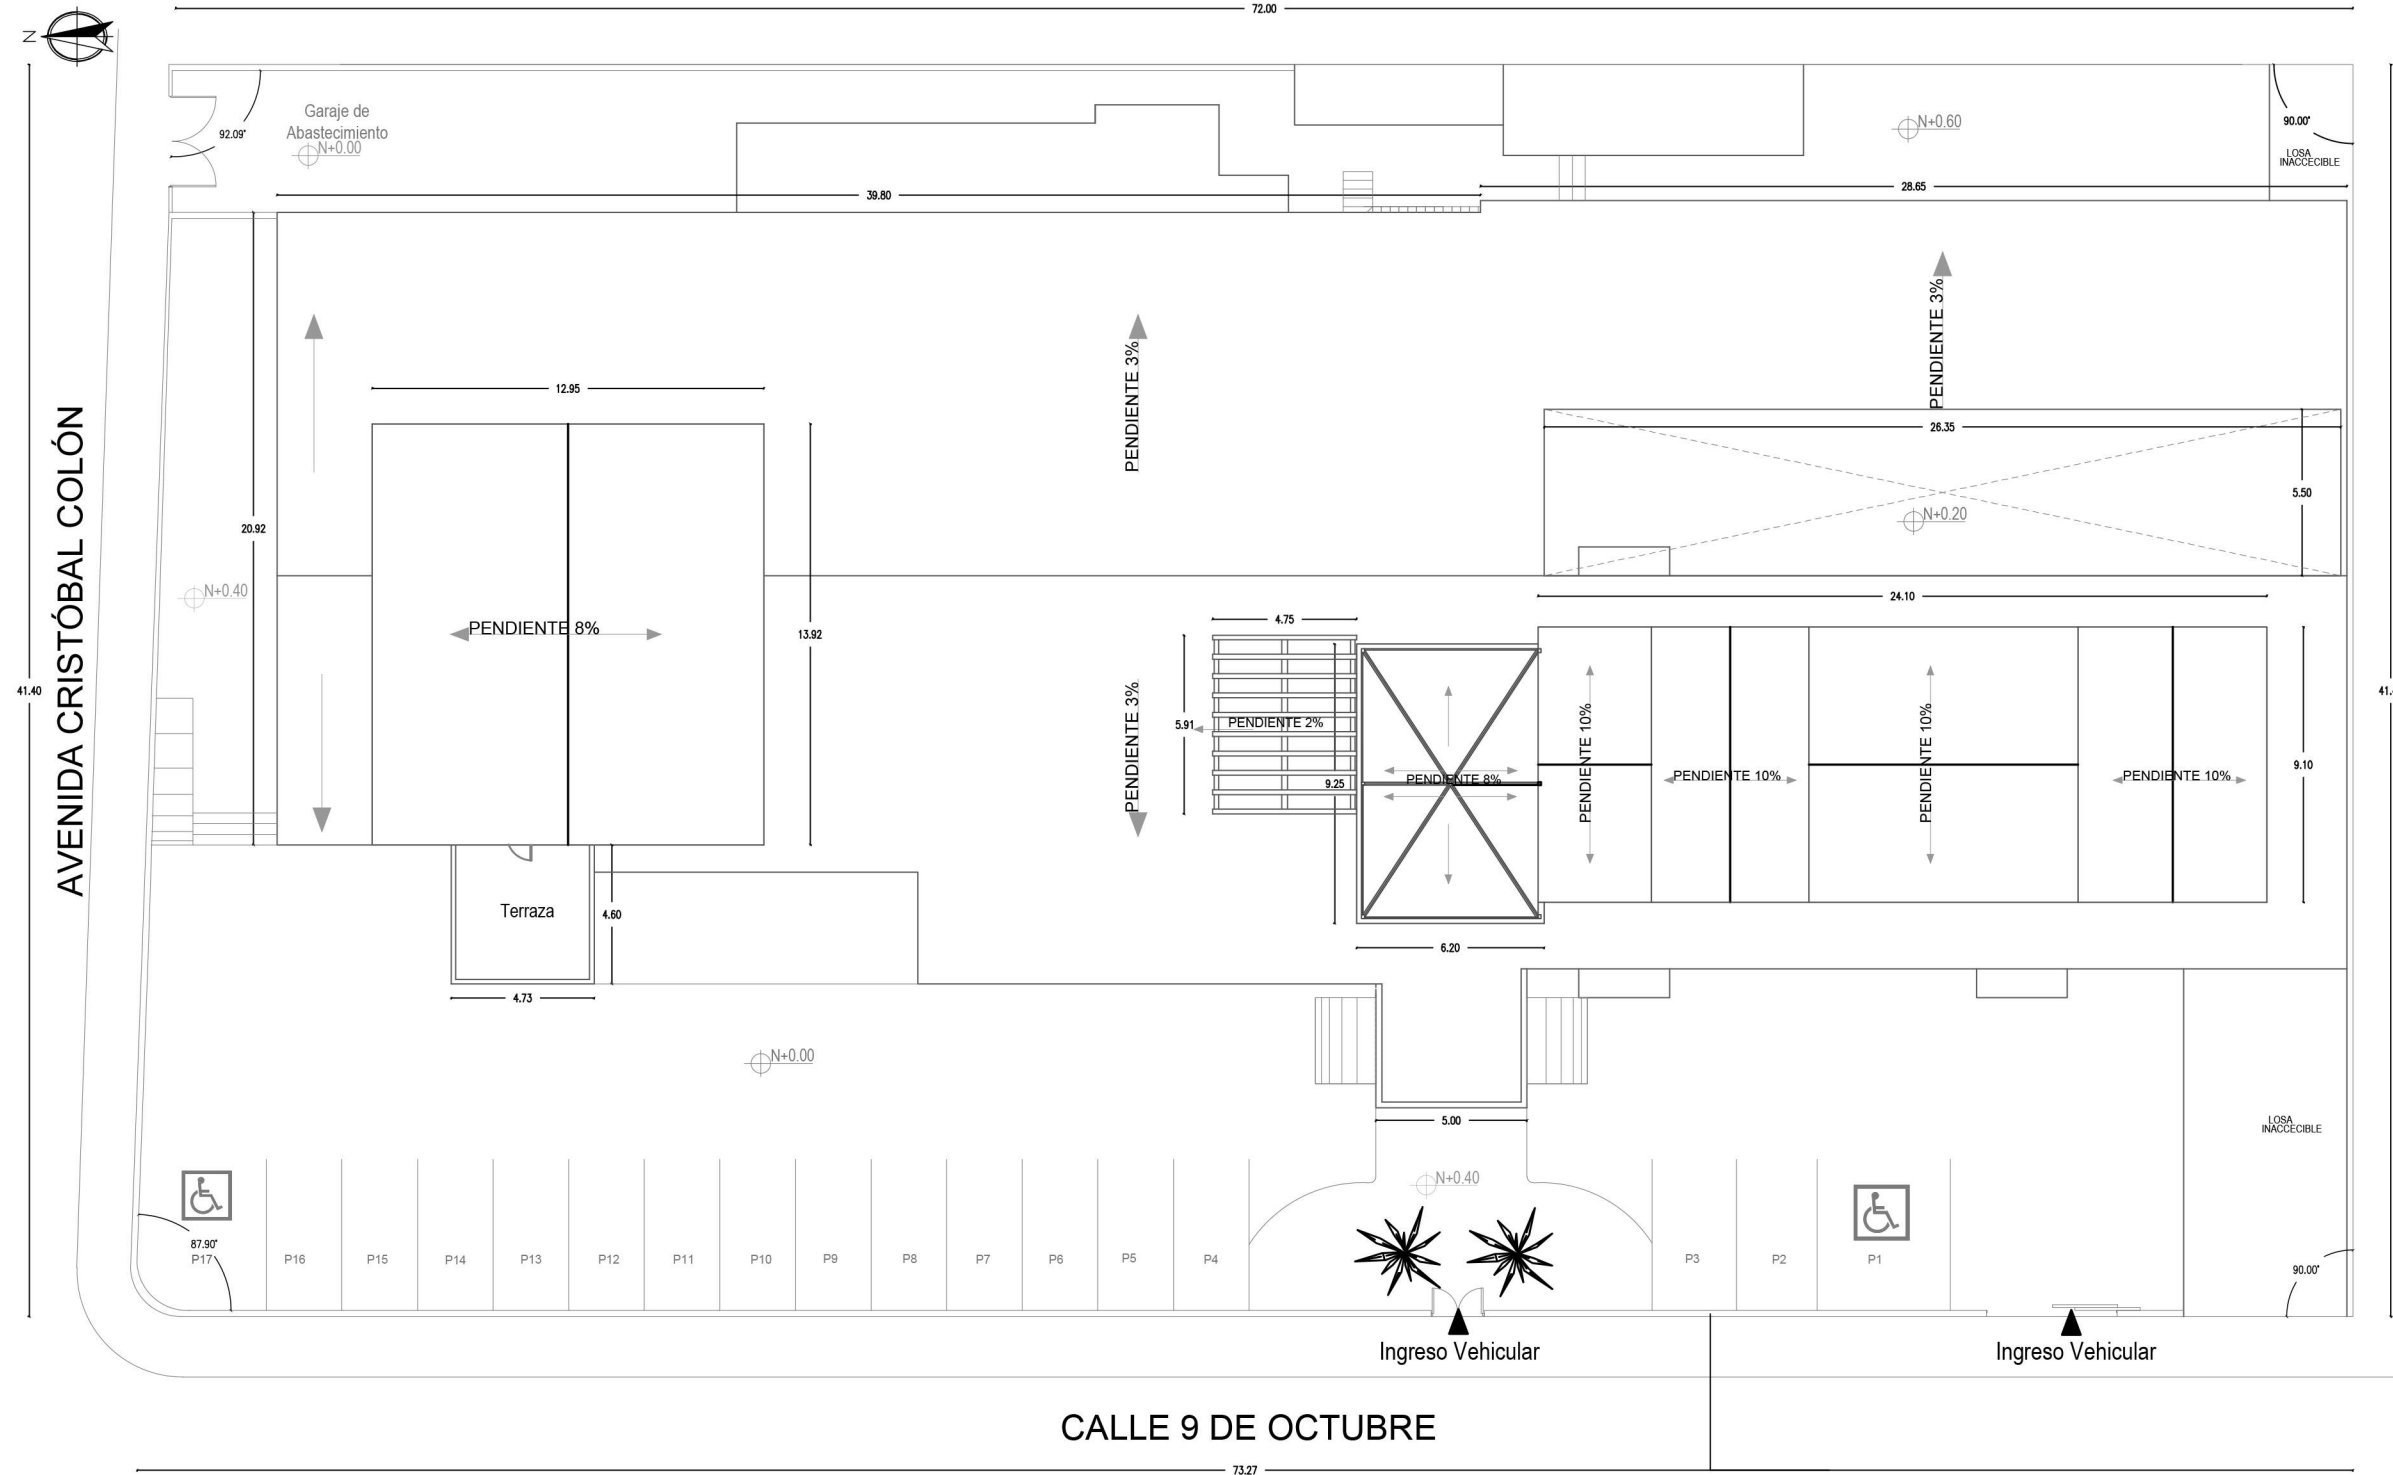 72.00
N
Garaje de
Abastecimiento
N+0.00
92.09°
N+0.60
90.00°
LOSA
INACCECIBLE
39.80
28.65
PENDIENTE 3%
PENDIENTE 3%
12.95
26.35
5.50
N+0.20
20.92
AVENIDA CRISTÓBAL COLÓN
N+0.40
PENDIENTE 8%
13.92
24.10
4.75
41.40
PENDIENTE 3%
5.91
PENDIENTE 2%
PENDIENTE 8%
9.25
PENDIENTE 10%
PENDIENTE 10%
PENDIENTE 10%
PENDIENTE 10%
9.10
Terraza
4.60
6.20
4.73
N+0.00
5.00
LOSA
INACCECIBLE
N+0.40
87.90°
P17
P16
P15
P14
P13
P12
P11
P10
P9
P8
P7
P6
P5
P4
P3
P2
P1
90.00°
Ingreso Vehicular
Ingreso Vehicular
CALLE 9 DE OCTUBRE
73.27